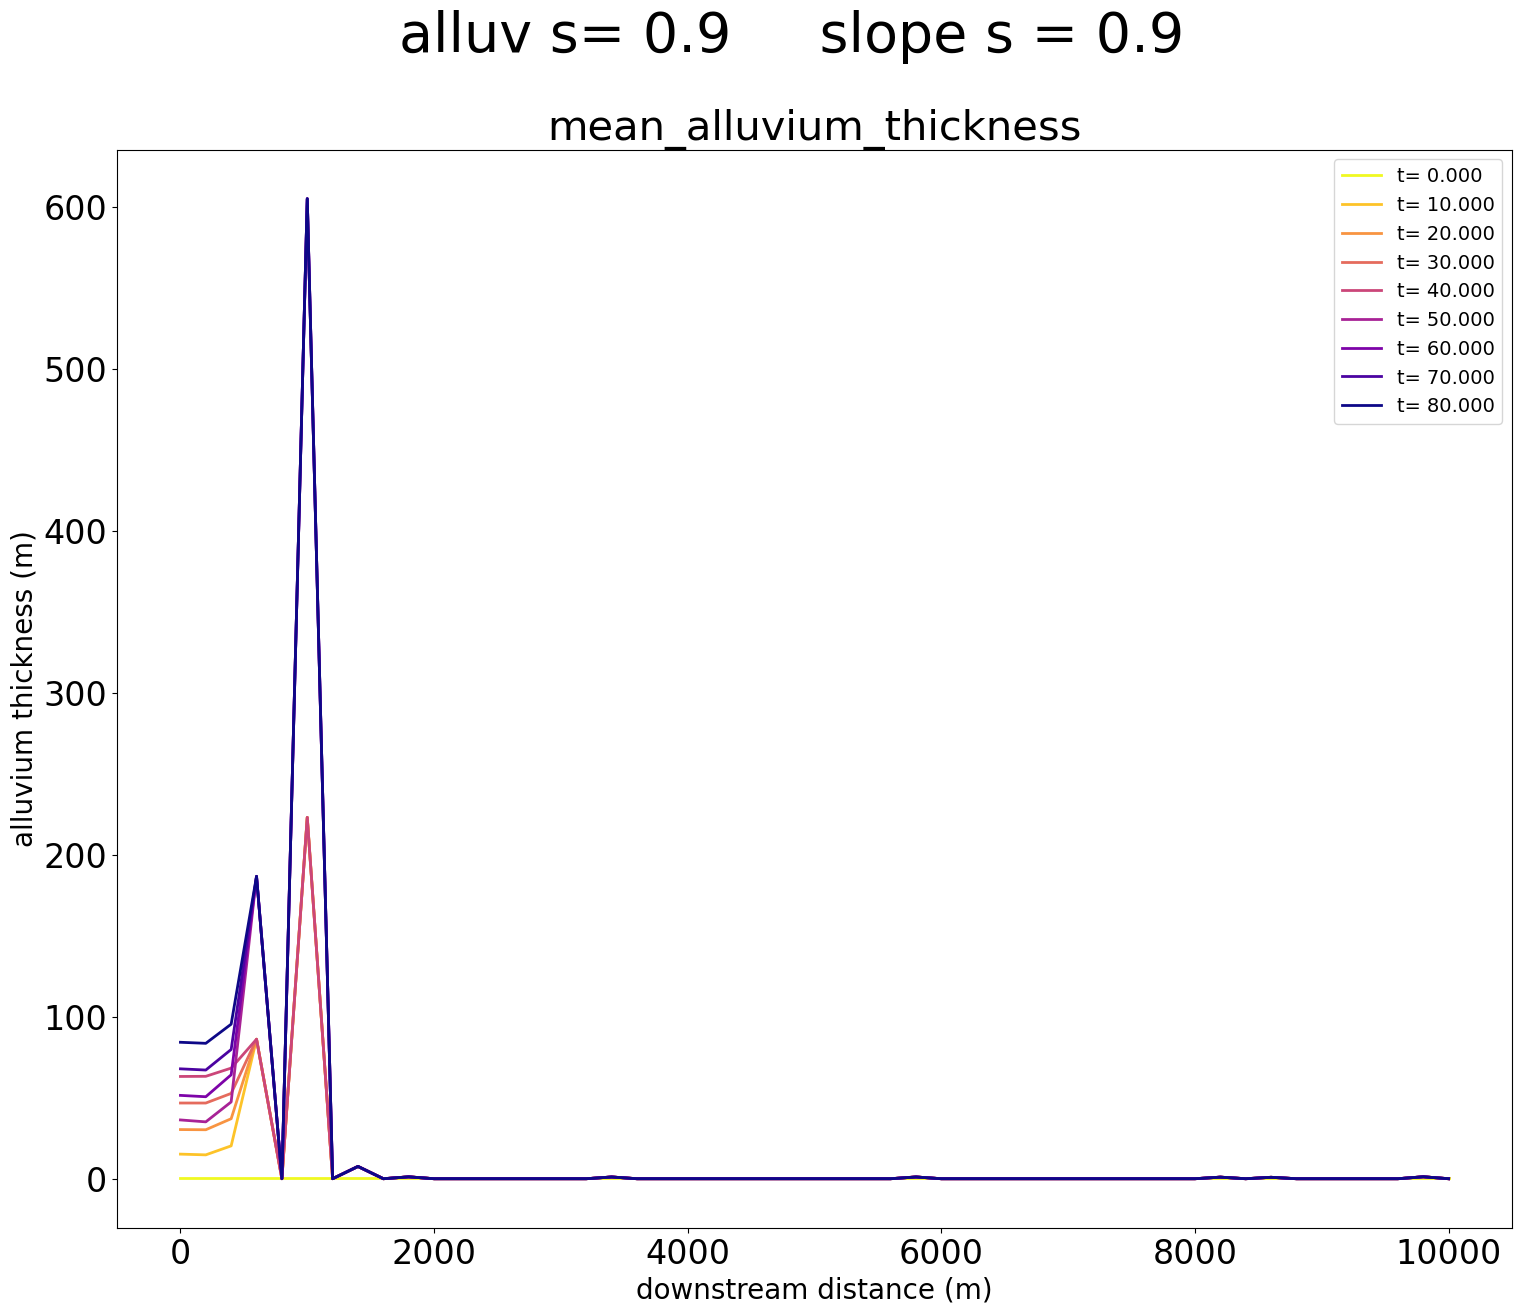 alluv s= 0.9     slope s = 0.9
mean_alluvium_thickness
t= 0.000
t= 10.000
t= 20.000
t= 30.000
t= 40.000
t= 50.000
t= 60.000
t= 70.000
t= 80.000
600
500
400
300
200
100
0
alluvium thickness (m)
0 2000 4000 6000 8000 10000
downstream distance (m)